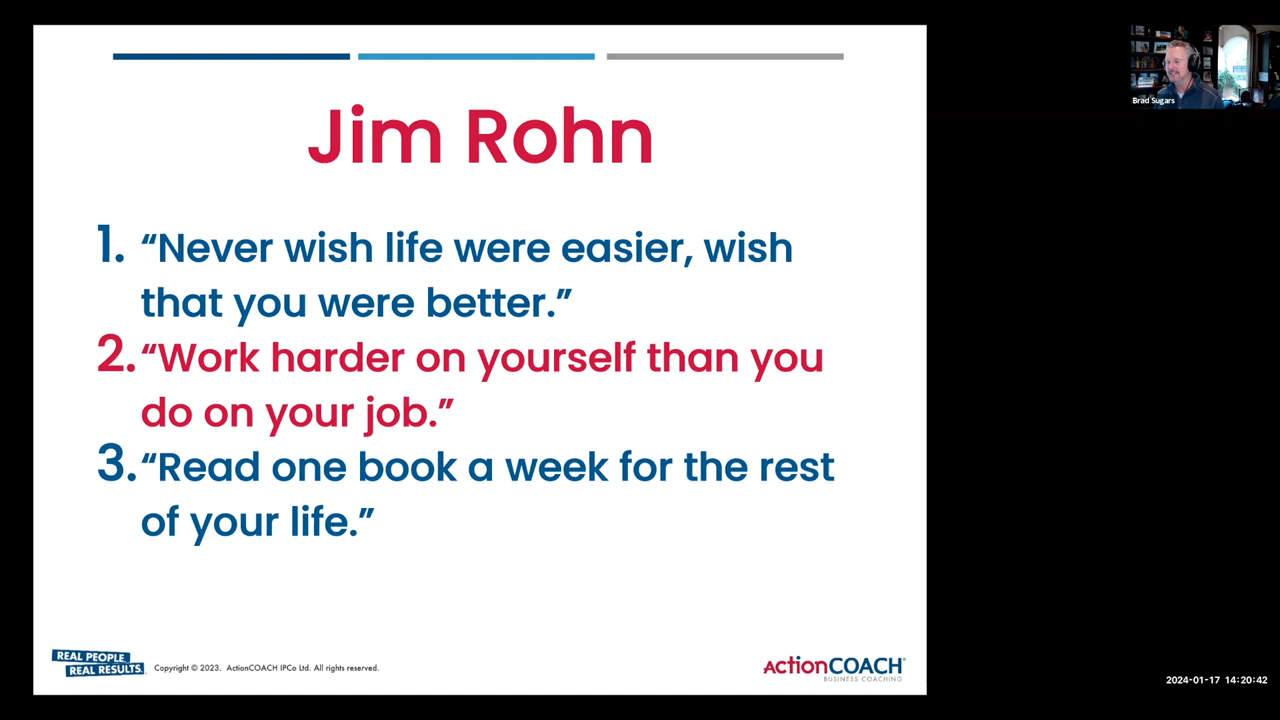 Jim Rohn
1. “Never wish life were easier, wish
that you were better.”
2. “Work harder on yourself than you
do on your job.”
3. “Read one book a week for the rest
of your life.”
REAL PEOPLE.
REAL RESULTS.
Copyright © 2023. ActionCOACH IPCo Ltd. All rights reserved.
actionCOACH®
BUSINESS COACHING
Brad Sugars
2024-01-17 14:20:42